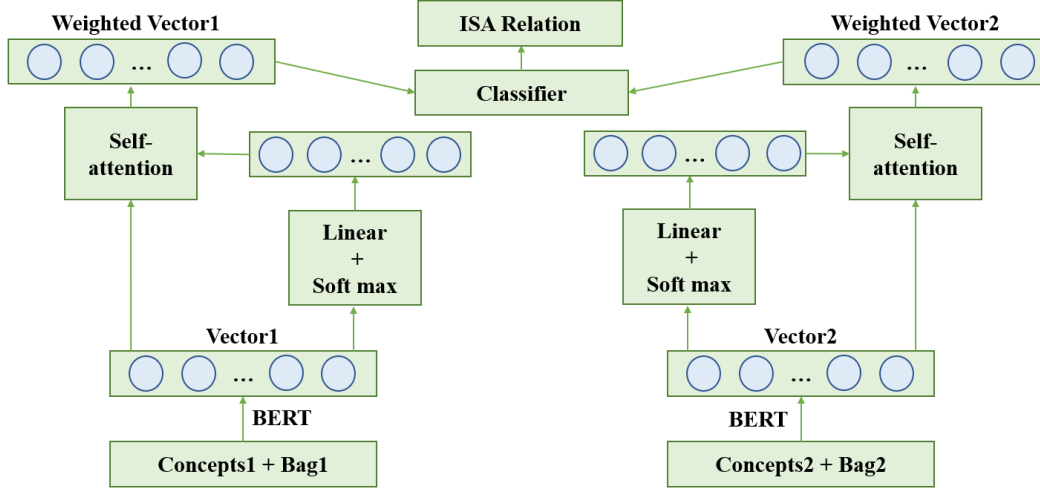 Weighted Vector1
ISA Relation
Weighted Vector2
...
Classifier
...
Self-
attention
...
...
Self-
attention
Linear
+
Soft max
Linear
+
Soft max
Vector1
Vector2
...
...
BERT
BERT
Concepts1 + Bag1
Concepts2 + Bag2